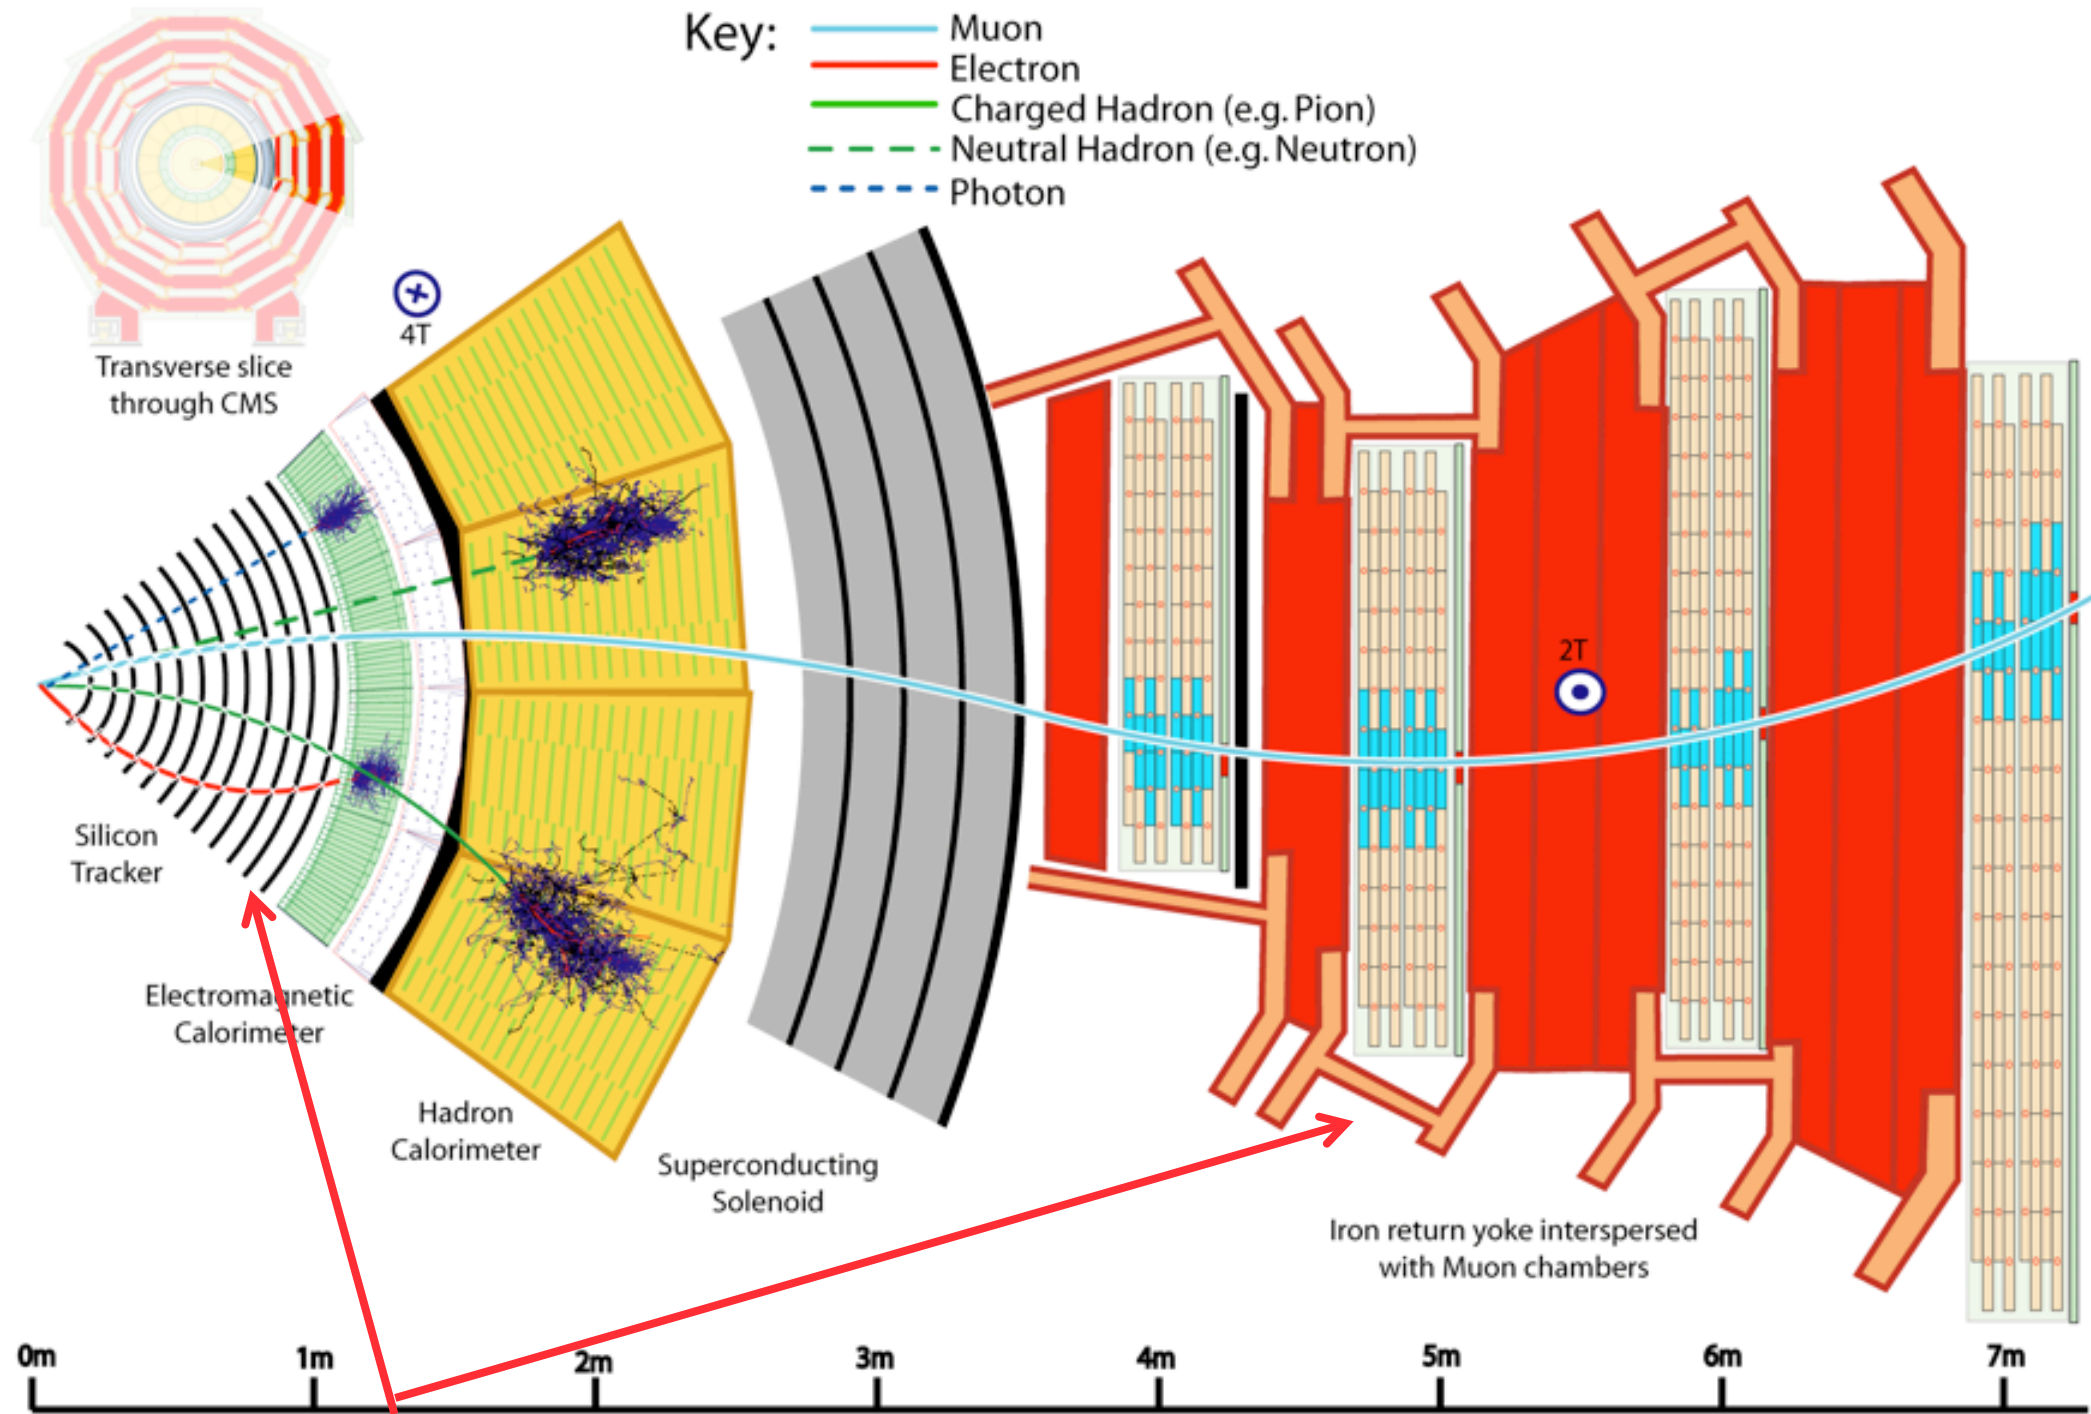 Key:
Muon
Electron
Charged Hadron (e.g. Pion)
Neutral Hadron (e.g. Neutron)
Photon
Transverse slice
through CMS
4T
2T
Silicon
Tracker
Electromagnetic
Calorimeter
Hadron
Calorimeter
Superconducting
Solenoid
Iron return yoke interspersed
with Muon chambers
0m 1m 2m 3m 4m 5m 6m 7m